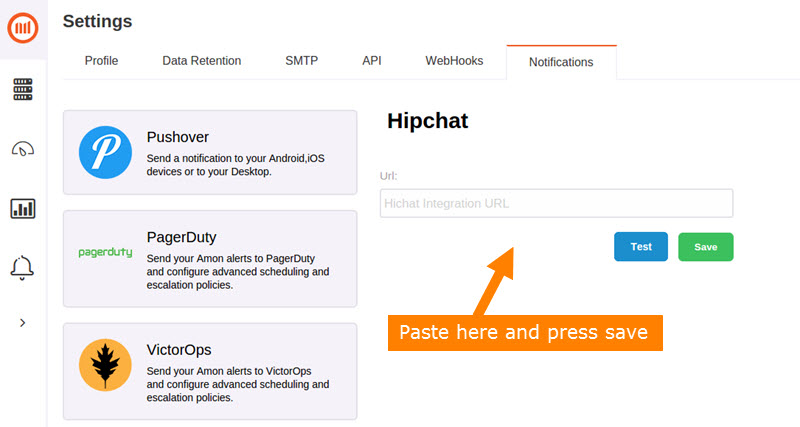 Settings
Profile
Data Retention
SMTP
API
WebHooks
Notifications
Pushover
Send a notification to your Android,iOS
devices or to your Desktop.
pagerduty
PagerDuty
Send your Amon alerts to PagerDuty
and configure advanced scheduling and
escalation policies.
VictorOps
Send your Amon alerts to VictorOps
and configure advanced scheduling and
escalation policies.
Hipchat
Url:
Hichat Integration URL
Test
Save
Paste here and press save